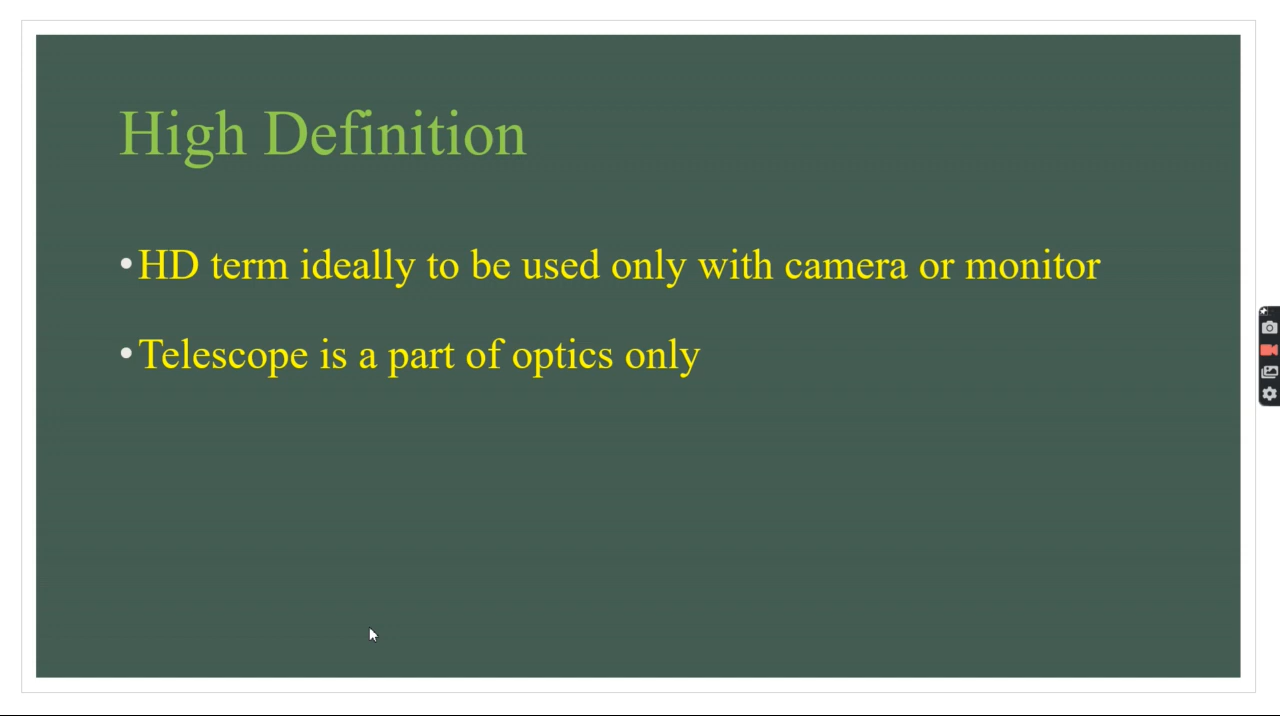 High Definition
•HD term ideally to be used only with camera or monitor
•Telescope is a part of optics only